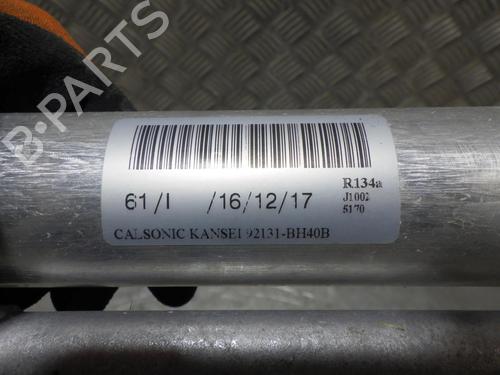 B-PARTS
61/I /16/12/17
R134a
J1002
5170
CALSONIC KANSEI 92131-BH40B